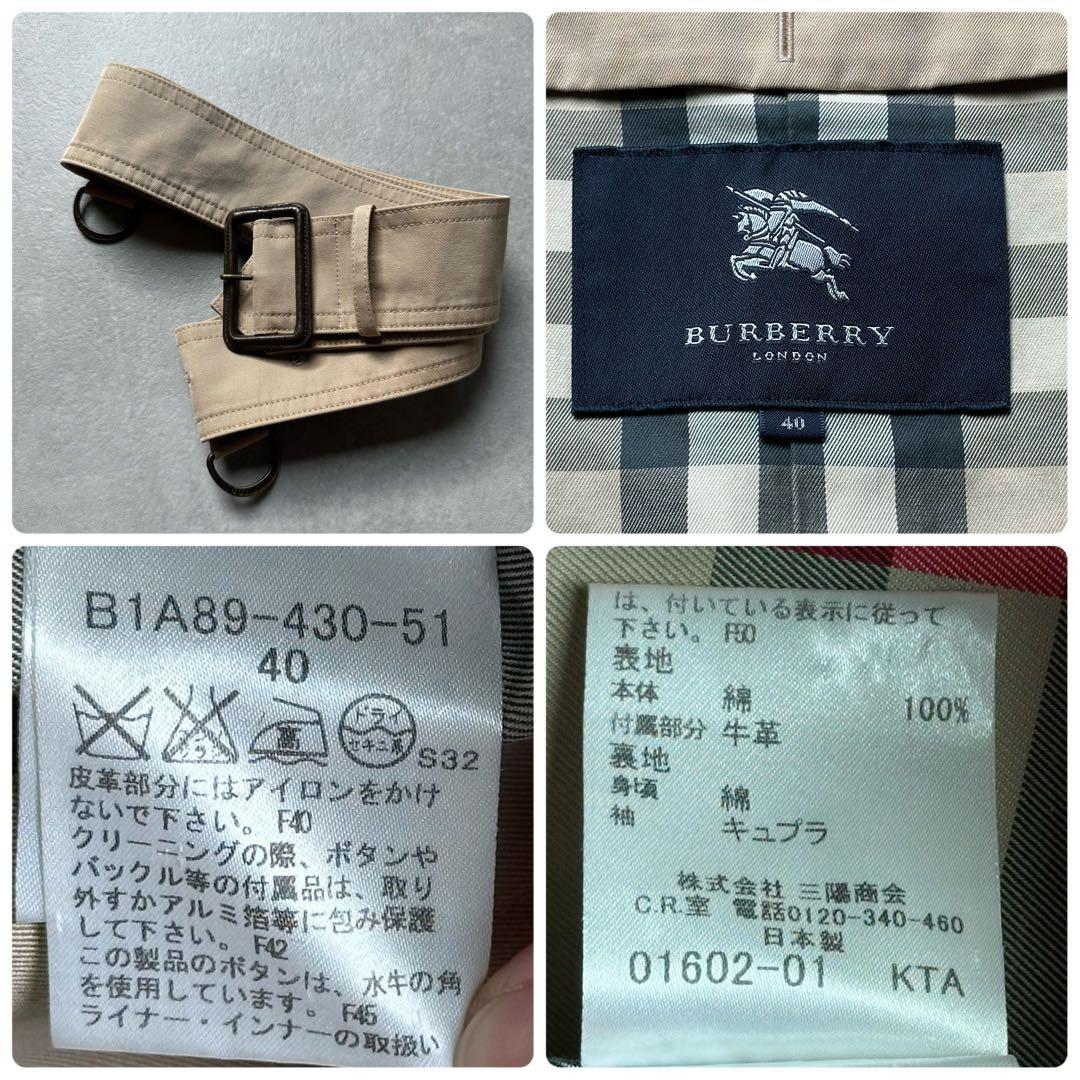 BURBERRY
LONDON
40
B1A89-430-51
40
ドライ
セキユ系
エンソ
サラシ
高
S32
皮革部分にはアイロンをかけ
ないで下さい。 F40
クリーニングの際、ボタンや
バックル等の付属品は、取り
外すかアルミ箔等に包み保護
して下さい。 F42
この製品のボタンは、水牛の角
を使用しています。 F45
ライナー・インナーの取扱い
は、付いている表示に従って
下さい。 F50
表地
本体 綿 100%
付属部分 牛革
裏地
身頃 綿
袖 キュプラ
株式会社 三陽商会
C.R.室 電話0120-340-460
日本製
01602-01 KTA